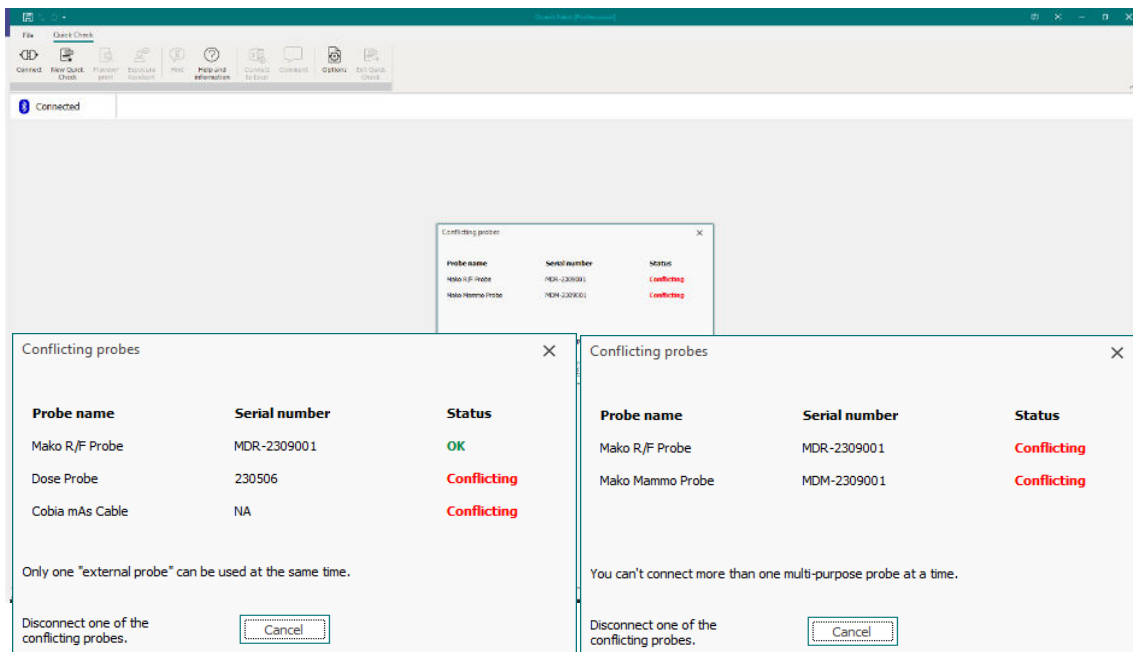 File Quick Check
Connect New Quick Check Preview print Exposure Assistant Print Help and information Connect to Excel Comment Options Exit Quick Check
Connected
Conflicting probes
Probe name Serial number Status
Mako R/F Probe MDR-2309001 Conflicting
Mako Mammo Probe MDM-2309001 Conflicting
Conflicting probes
Probe name Serial number Status
Mako R/F Probe MDR-2309001 OK
Dose Probe 230506 Conflicting
Cobia mAs Cable NA Conflicting
Only one "external probe" can be used at the same time.
Disconnect one of the
conflicting probes.
Cancel
Conflicting probes
Probe name Serial number Status
Mako R/F Probe MDR-2309001 Conflicting
Mako Mammo Probe MDM-2309001 Conflicting
You can't connect more than one multi-purpose probe at a time.
Disconnect one of the
conflicting probes.
Cancel